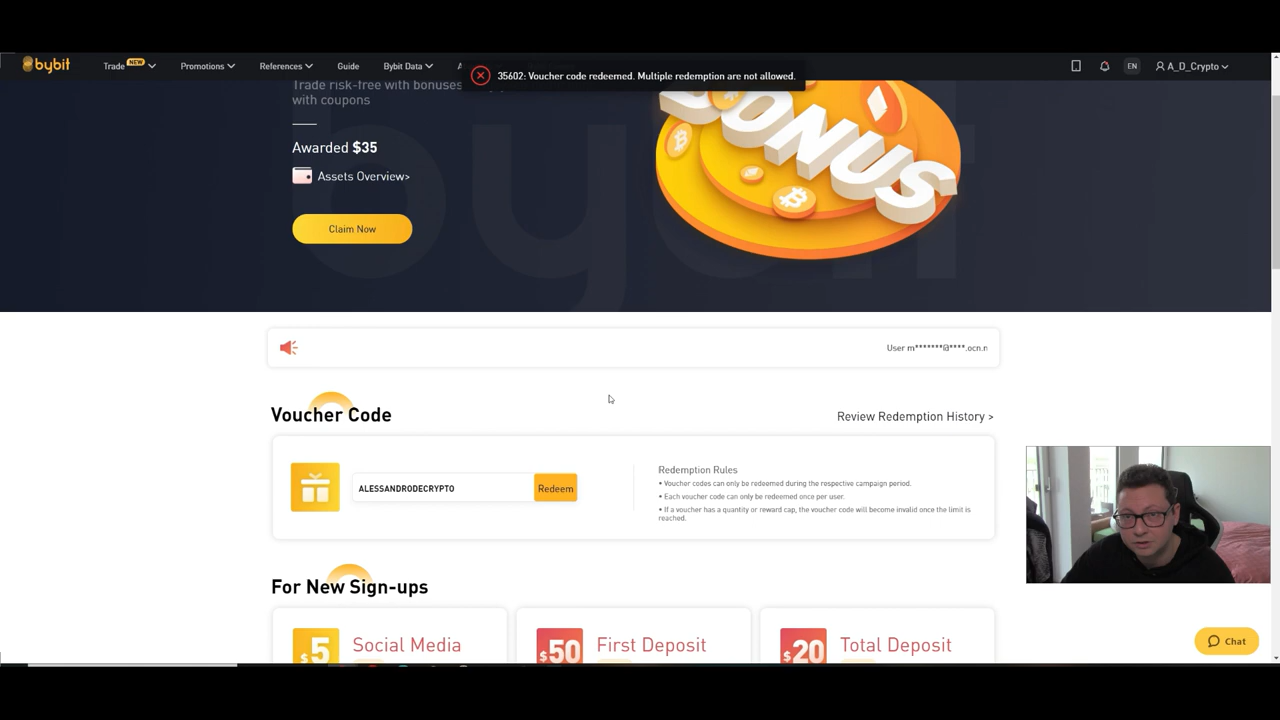 bybit
Trade NEW
Promotions
References
Guide
Bybit Data
35602: Voucher code redeemed. Multiple redemption are not allowed.
EN
A_D_Crypto
Trade risk-free with bonuses
with coupons
Awarded $35
Assets Overview>
Claim Now
BONUS
User m*******@****.ocn.n
Voucher Code
Review Redemption History >
ALESSANDRODECRYPTO
Redeem
Redemption Rules
• Voucher codes can only be redeemed during the respective campaign period.
• Each voucher code can only be redeemed once per user.
• If a voucher has a quantity or reward cap, the voucher code will become invalid once the limit is
reached.
For New Sign-ups
$5
Social Media
$50
First Deposit
$20
Total Deposit
Chat